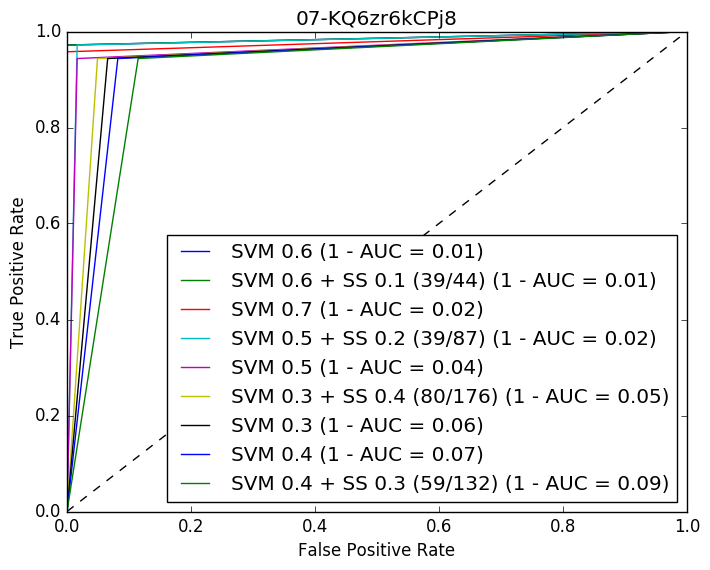 07-KQ6zr6kCPj8
True Positive Rate
1.0
0.8
0.6
0.4
0.2
0.0
SVM 0.6 (1 - AUC = 0.01)
SVM 0.6 + SS 0.1 (39/44) (1 - AUC = 0.01)
SVM 0.7 (1 - AUC = 0.02)
SVM 0.5 + SS 0.2 (39/87) (1 - AUC = 0.02)
SVM 0.5 (1 - AUC = 0.04)
SVM 0.3 + SS 0.4 (80/176) (1 - AUC = 0.05)
SVM 0.3 (1 - AUC = 0.06)
SVM 0.4 (1 - AUC = 0.07)
SVM 0.4 + SS 0.3 (59/132) (1 - AUC = 0.09)
0.0 0.2 0.4 0.6 0.8 1.0
False Positive Rate